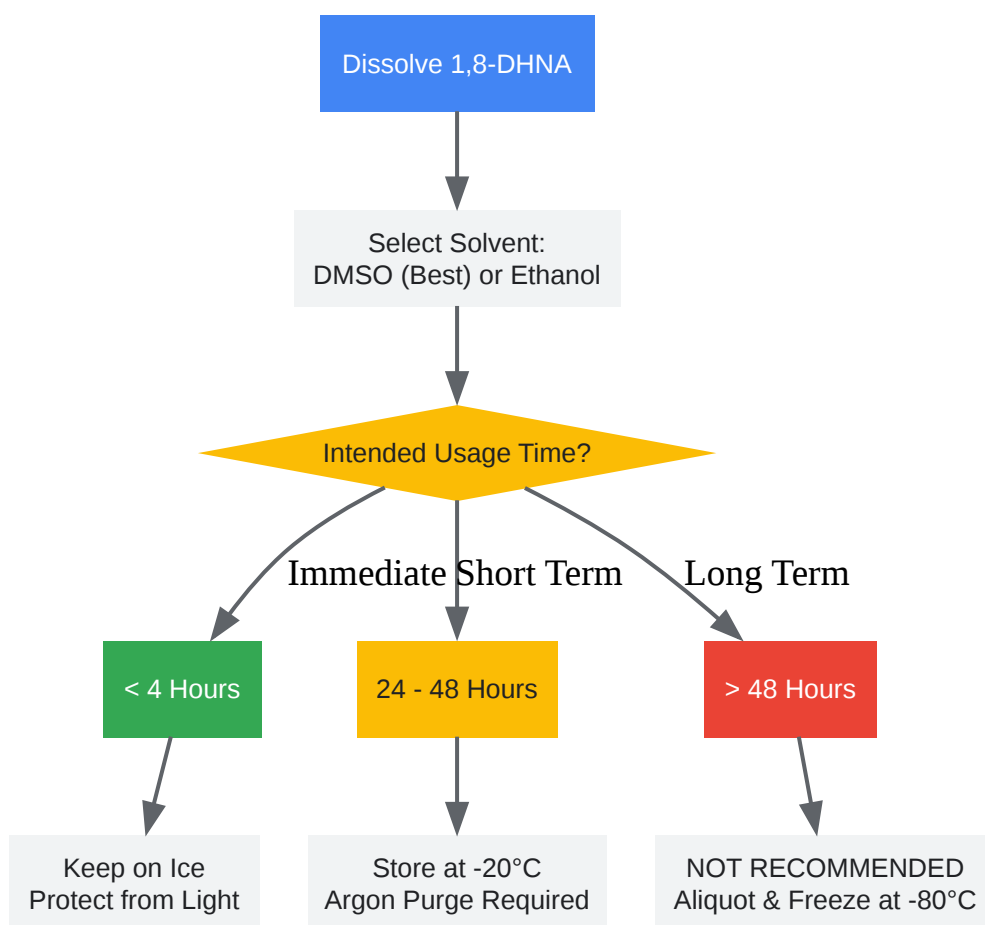 Dissolve 1,8-DHNA
Select Solvent:
DMSO (Best) or Ethanol
Intended Usage Time?
Immediate
Short Term
Long Term
< 4 Hours
24 - 48 Hours
> 48 Hours
Keep on Ice
Protect from Light
Store at -20°C
Argon Purge Required
NOT RECOMMENDED
Aliquot & Freeze at -80°C